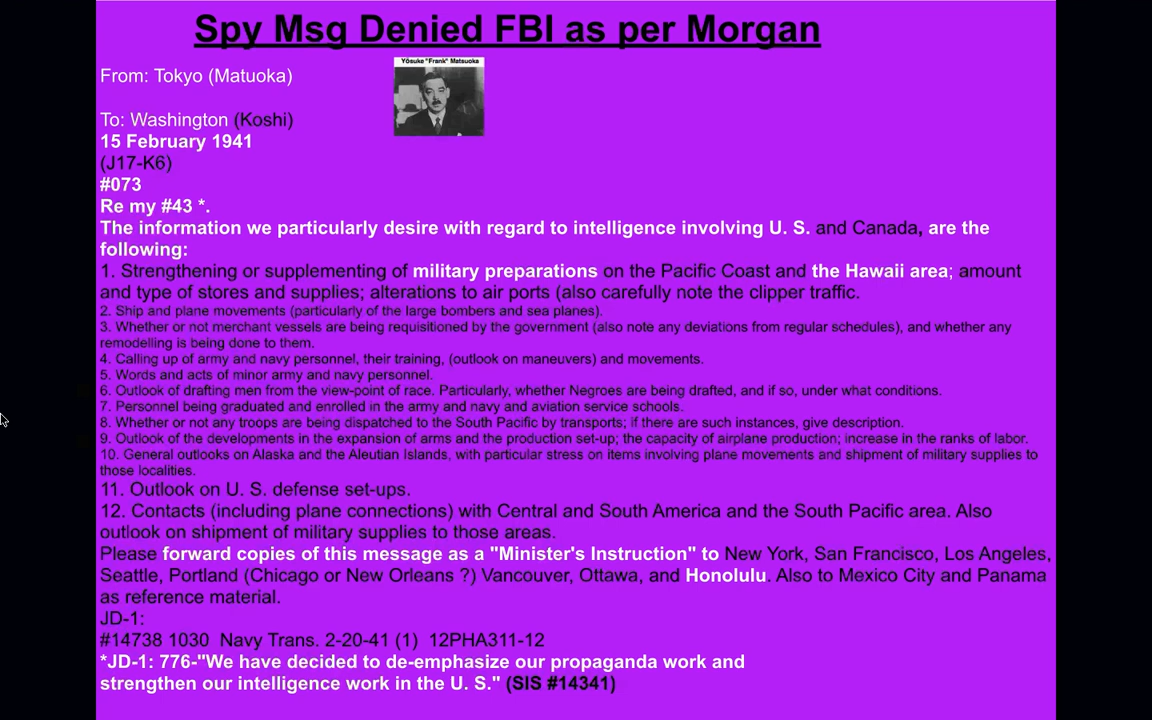 Spy Msg Denied FBI as per Morgan
Yōsuke "Frank" Matsuoka
From: Tokyo (Matuoka)
To: Washington (Koshi)
15 February 1941
(J17-K6)
#073
Re my #43 *.
The information we particularly desire with regard to intelligence involving U. S. and Canada, are the
following:
1. Strengthening or supplementing of military preparations on the Pacific Coast and the Hawaii area; amount
and type of stores and supplies; alterations to air ports (also carefully note the clipper traffic.
2. Ship and plane movements (particularly of the large bombers and sea planes).
3. Whether or not merchant vessels are being requisitioned by the government (also note any deviations from regular schedules), and whether any
remodelling is being done to them.
4. Calling up of army and navy personnel, their training, (outlook on maneuvers) and movements.
5. Words and acts of minor army and navy personnel.
6. Outlook of drafting men from the view-point of race. Particularly, whether Negroes are being drafted, and if so, under what conditions.
7. Personnel being graduated and enrolled in the army and navy and aviation service schools.
8. Whether or not any troops are being dispatched to the South Pacific by transports; if there are such instances, give description.
9. Outlook of the developments in the expansion of arms and the production set-up; the capacity of airplane production; increase in the ranks of labor.
10. General outlooks on Alaska and the Aleutian Islands, with particular stress on items involving plane movements and shipment of military supplies to
those localities.
11. Outlook on U. S. defense set-ups.
12. Contacts (including plane connections) with Central and South America and the South Pacific area. Also
outlook on shipment of military supplies to those areas.
Please forward copies of this message as a "Minister's Instruction" to New York, San Francisco, Los Angeles,
Seattle, Portland (Chicago or New Orleans ?) Vancouver, Ottawa, and Honolulu. Also to Mexico City and Panama
as reference material.
JD-1:
#14738 1030 Navy Trans. 2-20-41 (1) 12PHA311-12
*JD-1: 776-"We have decided to de-emphasize our propaganda work and
strengthen our intelligence work in the U. S." (SIS #14341)